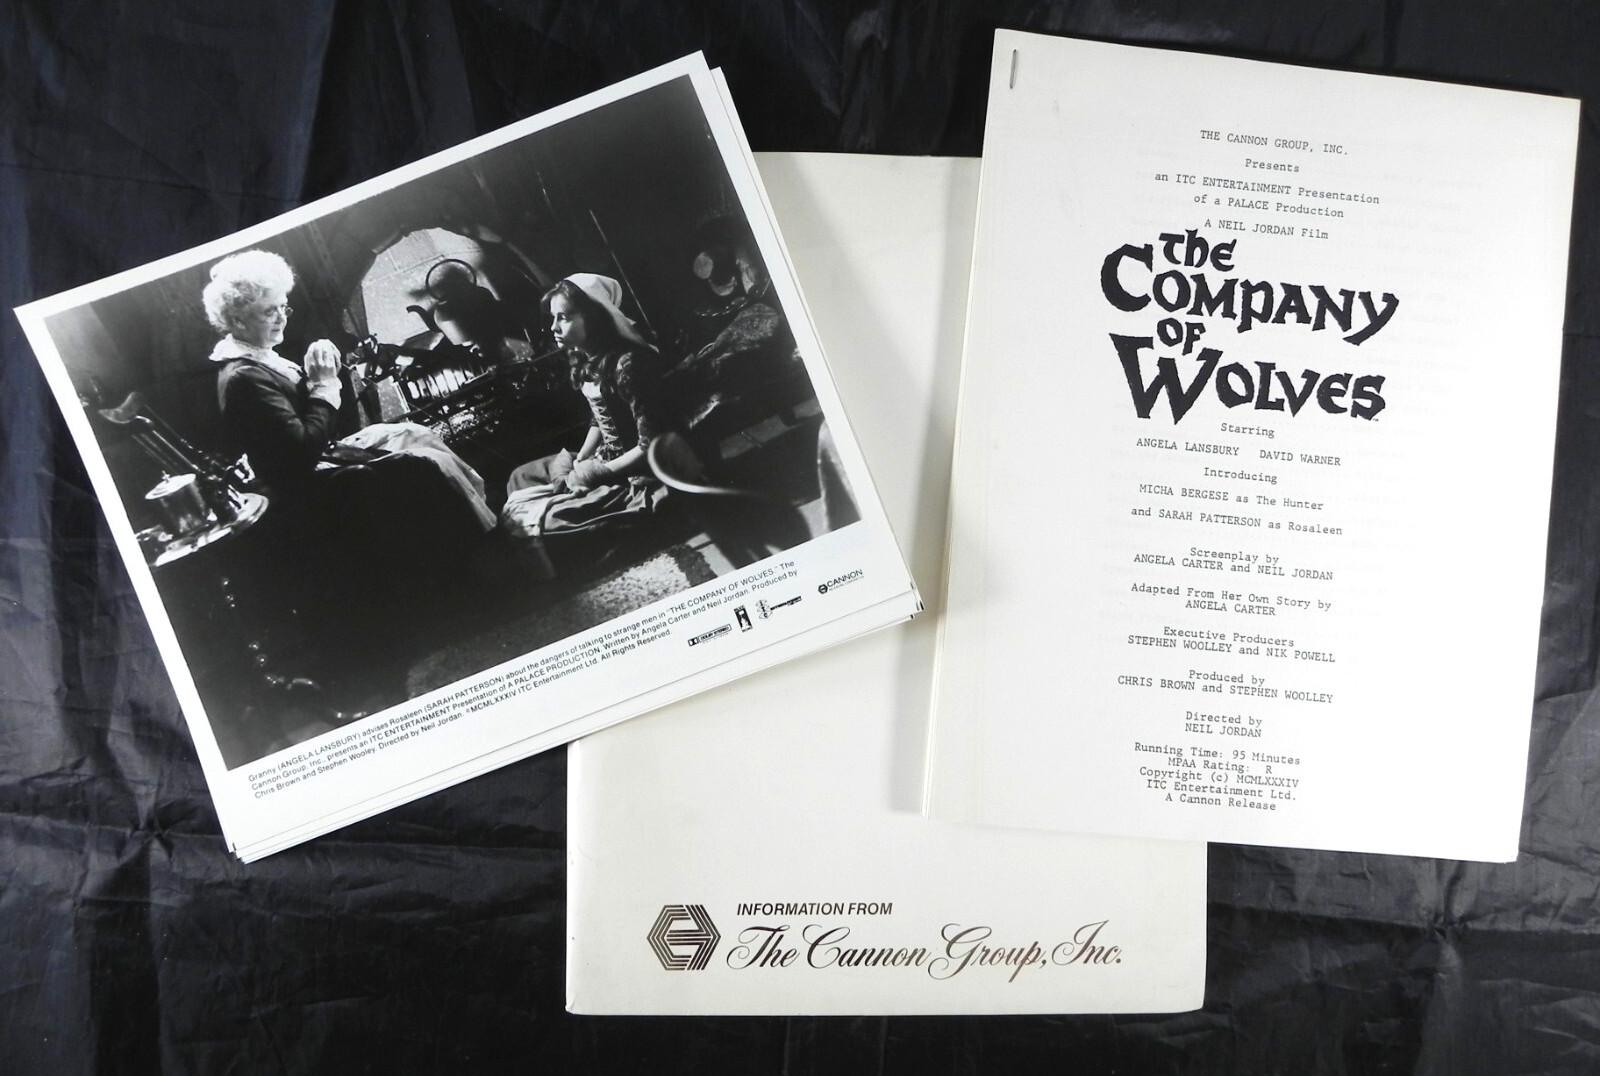 Granny (ANGELA LANSBURY) advises Rosaleen (SARAH PATTERSON) about the dangers of talking to strange men in "THE COMPANY OF WOLVES." The
Cannon Group, Inc., presents an ITC ENTERTAINMENT Presentation of A PALACE PRODUCTION. Written by Angela Carter and Neil Jordan. Produced by
Chris Brown and Stephen Wooley. Directed by Neil Jordan. ©MCMLXXXIV ITC Entertainment Ltd. All Rights Reserved.
DOLBY STEREO
CANNON
THE CANNON GROUP, INC.
Presents
an ITC ENTERTAINMENT Presentation
of a PALACE Production
A NEIL JORDAN Film
The
Company
of
Wolves
Starring
ANGELA LANSBURY DAVID WARNER
Introducing
MICHA BERGESE as The Hunter
and SARAH PATTERSON as Rosaleen
Screenplay by
ANGELA CARTER and NEIL JORDAN
Adapted From Her Own Story by
ANGELA CARTER
Executive Producers
STEPHEN WOOLLEY and NIK POWELL
Produced by
CHRIS BROWN and STEPHEN WOOLLEY
Directed by
NEIL JORDAN
Running Time: 95 Minutes
MPAA Rating: R
Copyright (c) MCMLXXXIV
ITC Entertainment Ltd.
A Cannon Release
INFORMATION FROM
The Cannon Group, Inc.